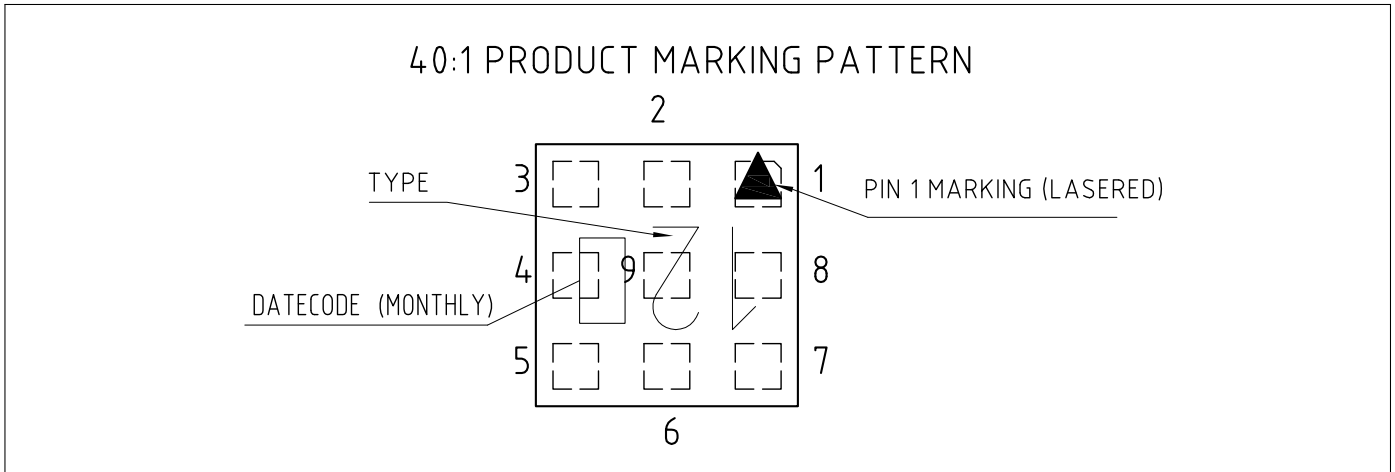 40:1 PRODUCT MARKING PATTERN
2
TYPE
3
1
PIN 1 MARKING (LASERED)
4
9
12
8
DATECODE (MONTHLY)
5
7
6